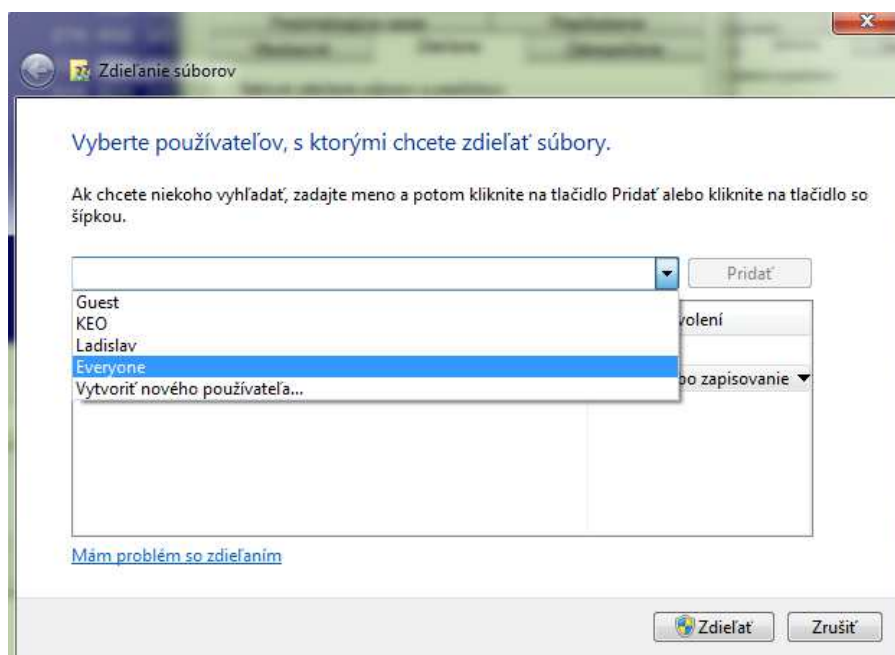 Zdieľanie súborov
Vyberte používateľov, s ktorými chcete zdieľať súbory.
Ak chcete niekoho vyhľadať, zadajte meno a potom kliknite na tlačidlo Pridať alebo kliknite na tlačidlo so
šípkou.
Pridať
Guest
KEO
Ladislav
Everyone
Vytvoriť nového používateľa...
volení
bo zapisovanie
Mám problém so zdieľaním
Zdieľať
Zrušiť